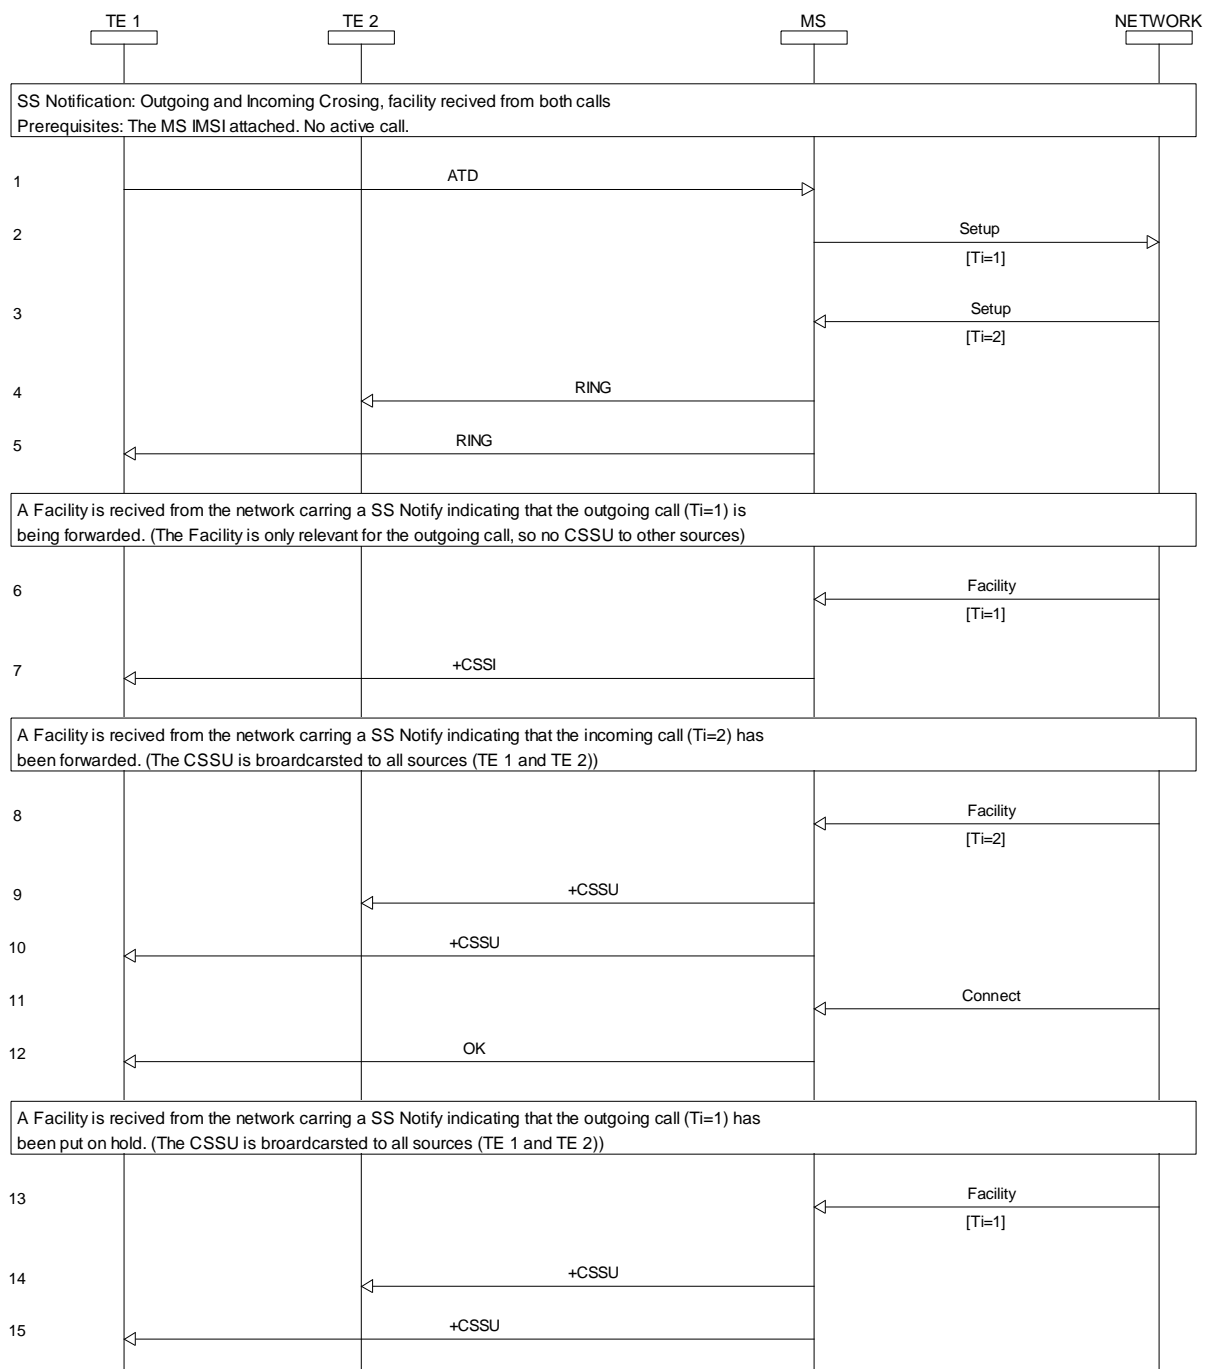 TE 1 TE 2 MS NETWORK
SS Notification: Outgoing and Incoming Crosing, facility recived from both calls
Prerequisites: The MS IMSI attached. No active call.
1 ATD
2 Setup
[Ti=1]
3 Setup
[Ti=2]
4 RING
5 RING
A Facility is recived from the network carring a SS Notify indicating that the outgoing call (Ti=1) is
being forwarded. (The Facility is only relevant for the outgoing call, so no CSSU to other sources)
6 Facility
[Ti=1]
7 +CSSI
A Facility is recived from the network carring a SS Notify indicating that the incoming call (Ti=2) has
been forwarded. (The CSSU is broardcarsted to all sources (TE 1 and TE 2))
8 Facility
[Ti=2]
9 +CSSU
10 +CSSU
11 Connect
12 OK
A Facility is recived from the network carring a SS Notify indicating that the outgoing call (Ti=1) has
been put on hold. (The CSSU is broardcarsted to all sources (TE 1 and TE 2))
13 Facility
[Ti=1]
14 +CSSU
15 +CSSU